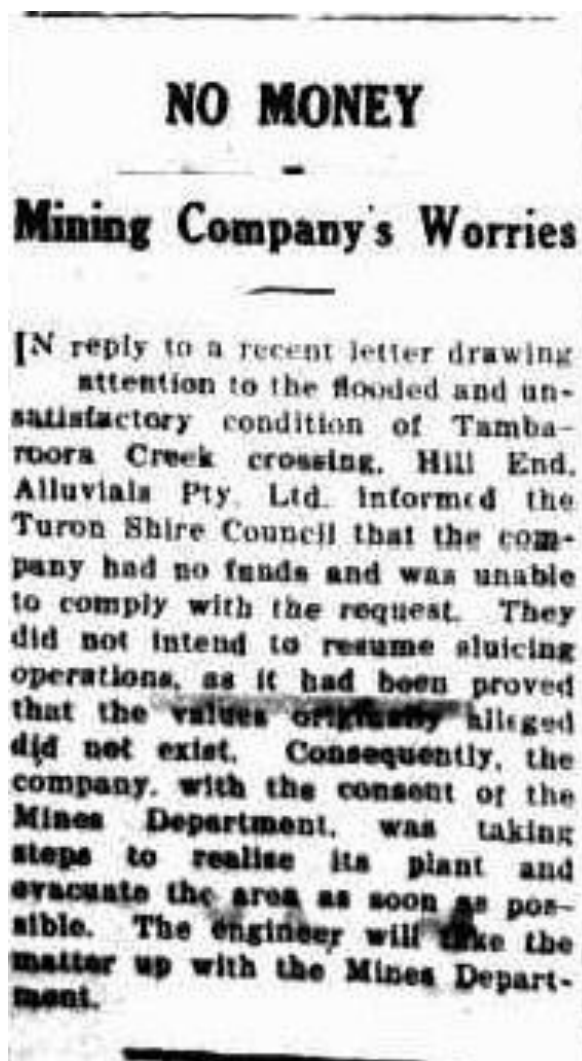 NO MONEY
Mining Company's Worries
IN reply to a recent letter drawing
attention to the flooded and un-
satisfactory condition of Tamba-
roora Creek crossing, Hill End,
Alluvials Pty. Ltd. informed the
Turon Shire Council that the com-
pany had no funds and was unable
to comply with the request. They
did not intend to resume sluicing
operations, as it had been proved
that the values originally alleged
did not exist. Consequently, the
company, with the consent of the
Mines Department, was taking
steps to realise its plant and
evacuate the area as soon as pos-
sible. The engineer will take the
matter up with the Mines Depart-
ment.